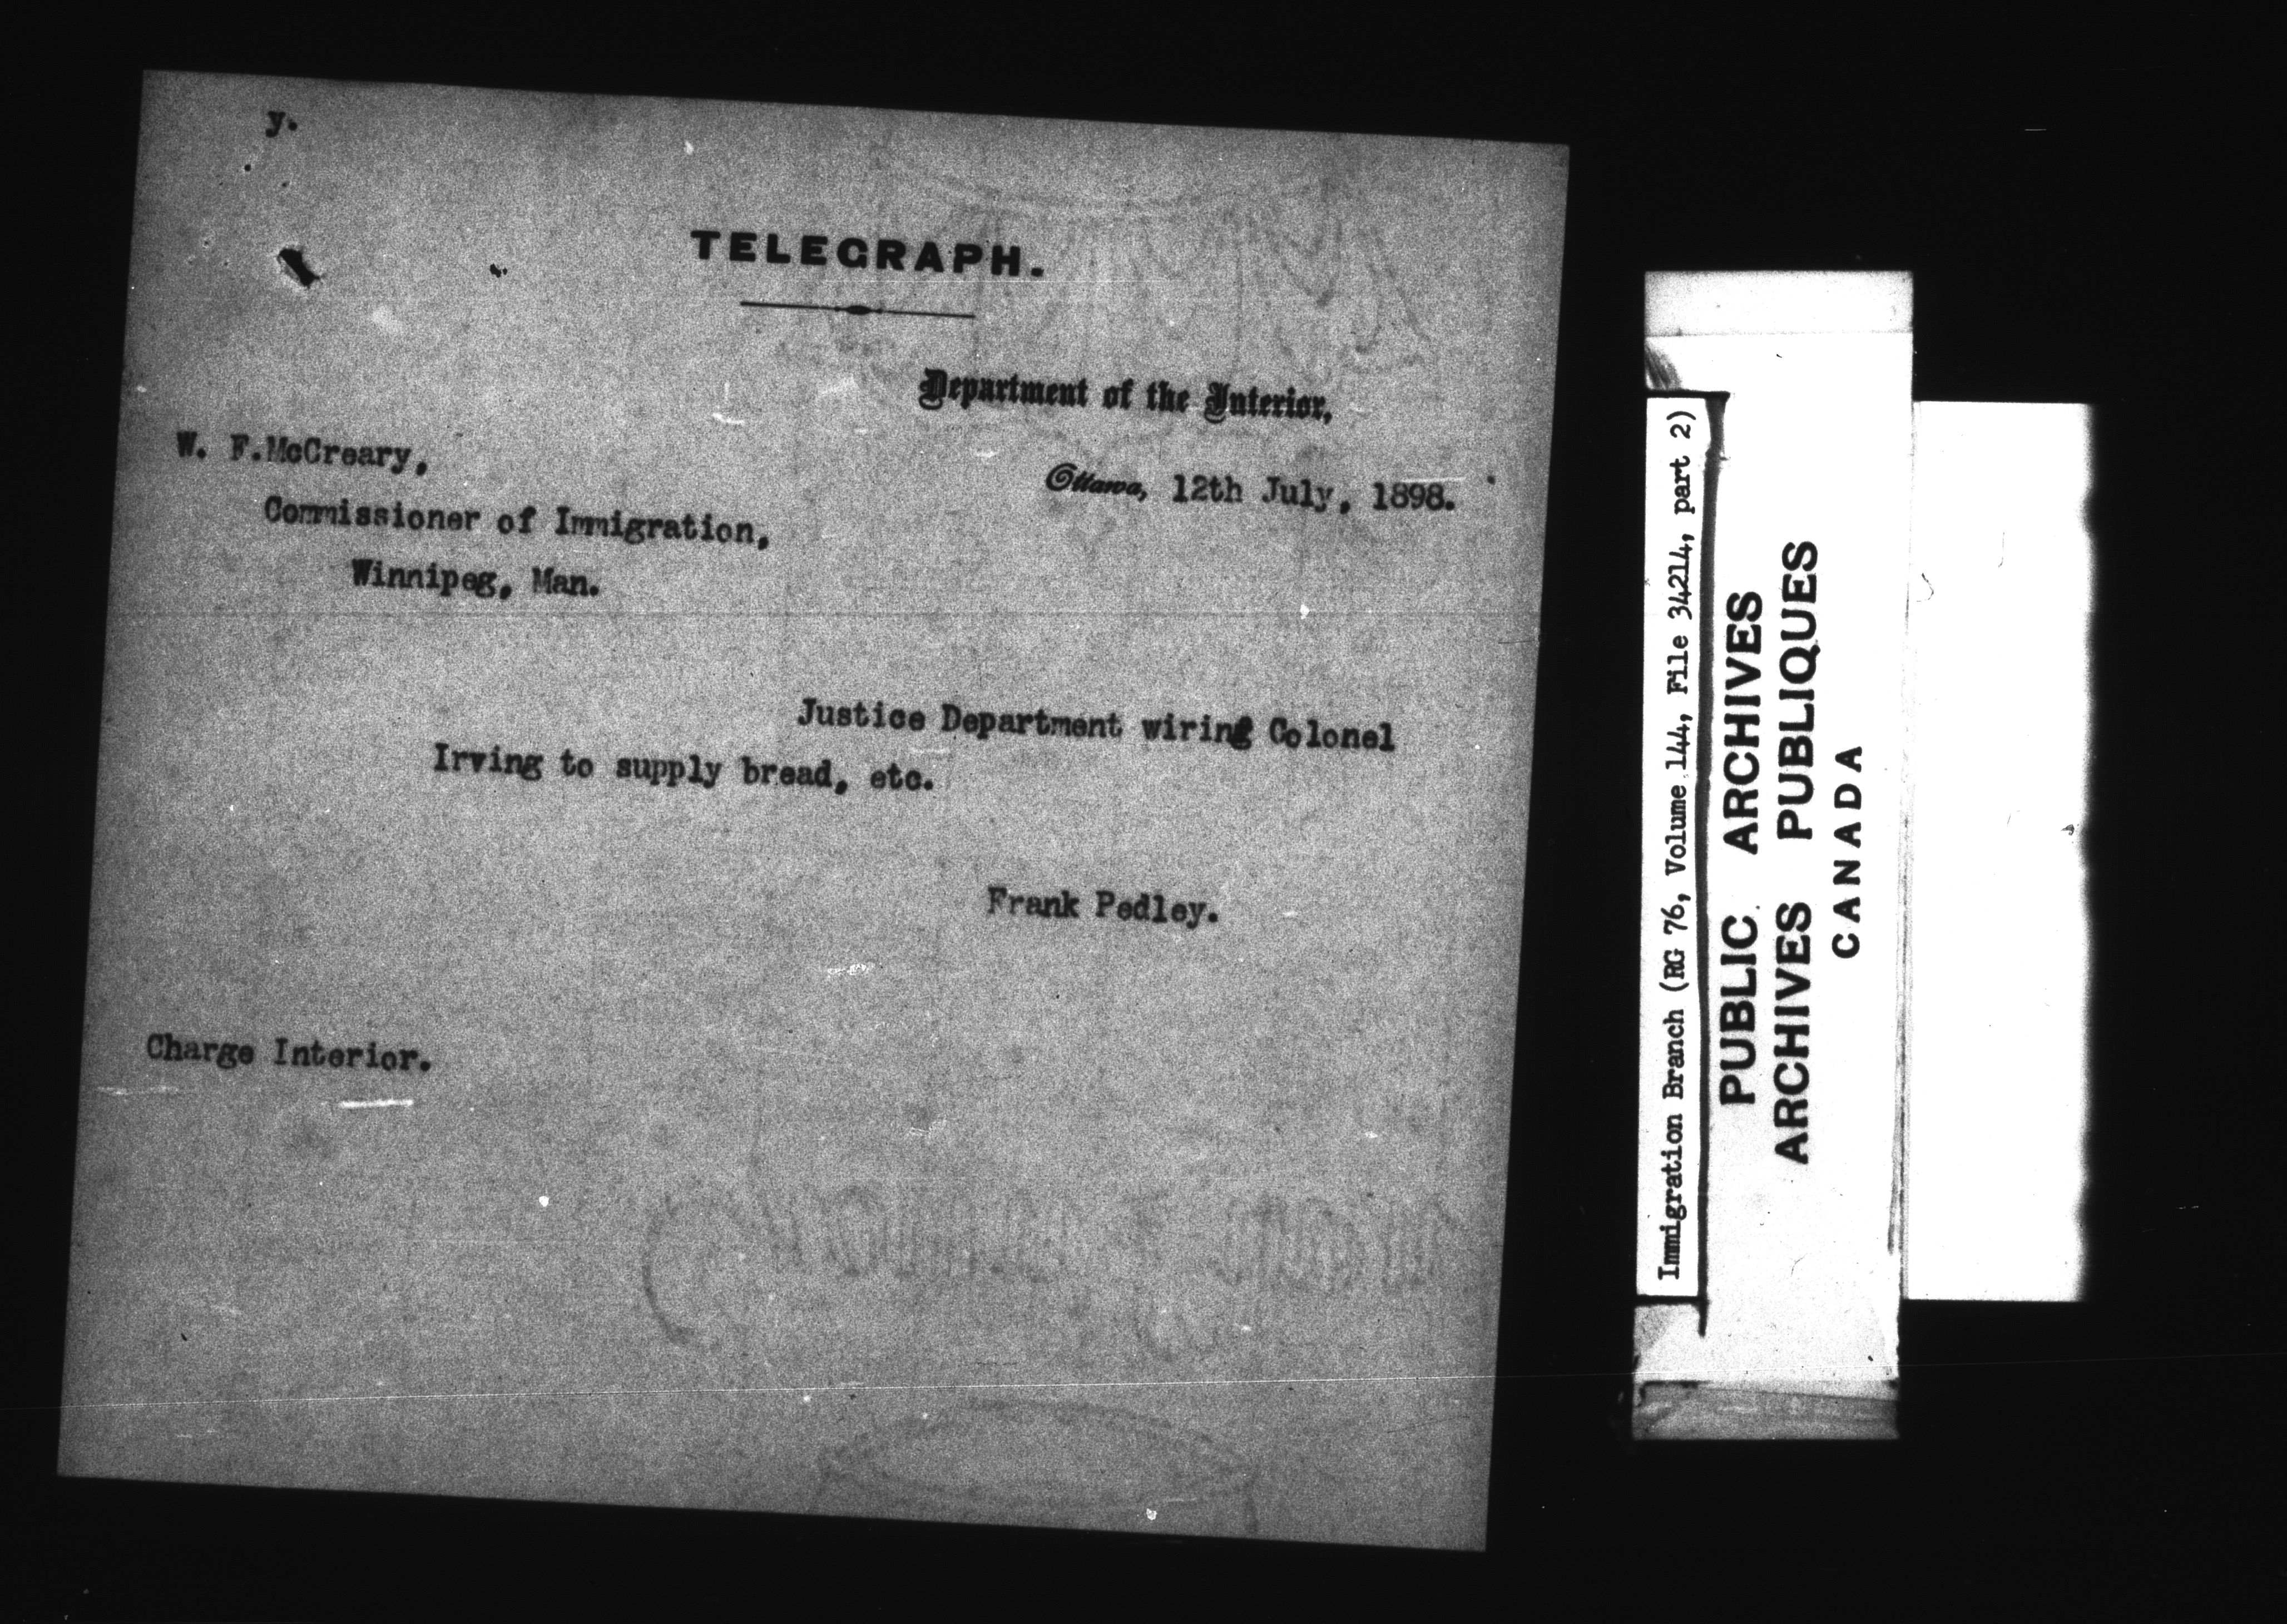 y.
TELEGRAPH.
Department of the Interior,
Ottawa, 12th July, 1898.
W. F.McCreary,
Commissioner of Immigration,
Winnipeg, Man.
Justice Department wiring Colonel
Irving to supply bread, etc.
Frank Pedley.
Charge Interior.
Immigration Branch (RG 76, Volume 144, File 34214, part 2)
PUBLIC ARCHIVES
ARCHIVES PUBLIQUES
CANADA